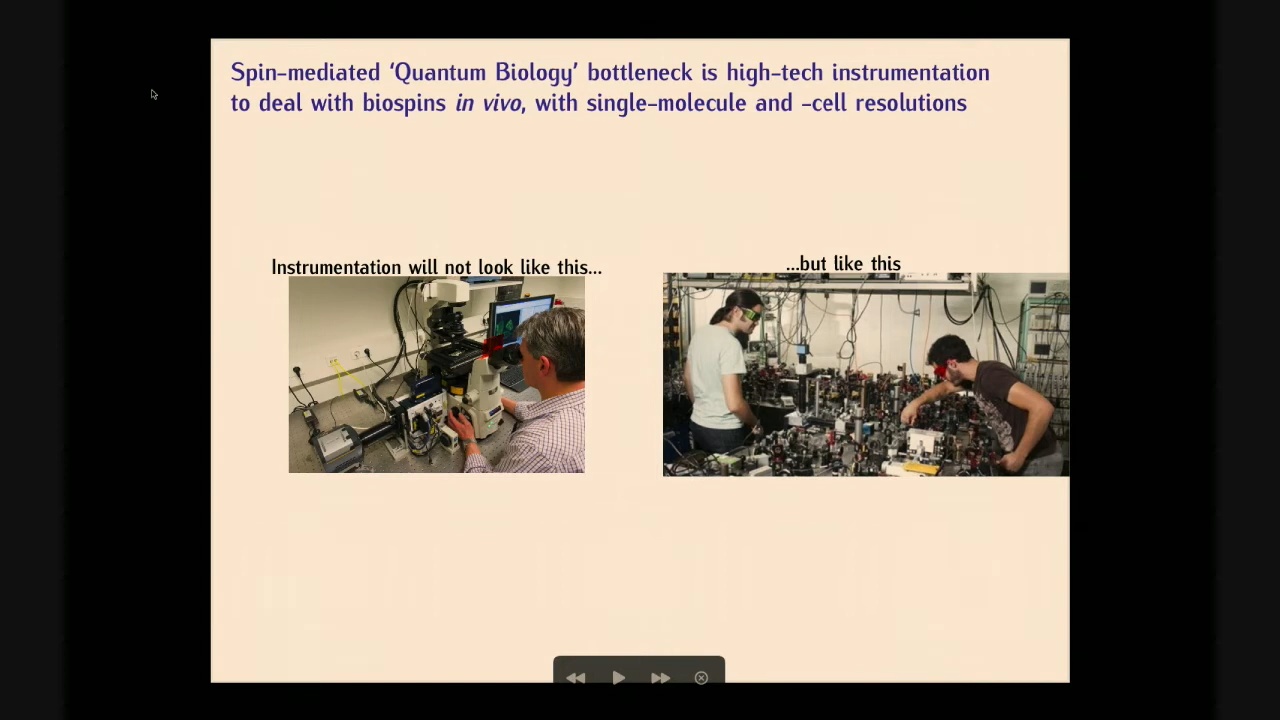 Spin-mediated ‘Quantum Biology’ bottleneck is high-tech instrumentation
to deal with biospins in vivo, with single-molecule and -cell resolutions
Instrumentation will not look like this...
...but like this